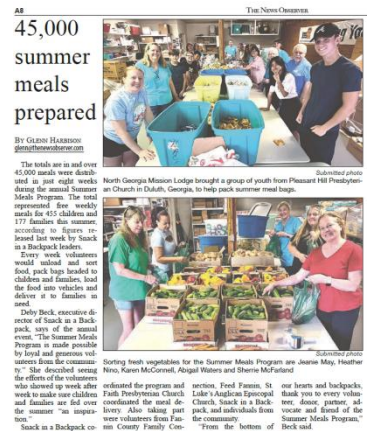 A8
THE NEWS OBSERVER
45,000
summer
meals
prepared
BY GLENN HARBISON
glenn@thenewsobserver.com
The totals are in and over
45,000 meals were distrib-
uted in just eight weeks
during the annual Summer
Meals Program. The total
represented free weekly
meals for 455 children and
177 families this summer,
according to figures re-
leased last week by Snack
in a Backpack leaders.
Every week volunteers
would unload and sort
food, pack bags headed to
children and families, load
the food into vehicles and
deliver it to families in
need.
Deby Beck, executive di-
rector of Snack in a Back-
pack, says of the annual
event, "The Summer Meals
Program is made possible
by loyal and generous vol-
unteers from the communi-
ty." She described seeing
the efforts of the volunteers
who showed up week after
week to make sure children
and families are fed over
the summer "an inspira-
tion."
Snack in a Backpack co-
Submitted photo
North Georgia Mission Lodge brought a group of youth from Pleasant Hill Presbyteri-
an Church in Duluth, Georgia, to help pack summer meal bags.
Submitted photo
Sorting fresh vegetables for the Summer Meals Program are Jeanie May, Heather
Nino, Karen McConnell, Abigail Waters and Sherrie McFarland
ordinated the program and
Faith Presbyterian Church
coordinated the meal de-
livery. Also taking part
were volunteers from Fan-
nin County Family Con-
nection, Feed Fannin, St.
Luke's Anglican Episcopal
Church, Snack in a Back-
pack, and individuals from
the community.
"From the bottom of
our hearts and backpacks,
thank you to every volun-
teer, donor, partner, ad-
vocate and friend of the
Summer Meals Program,"
Beck said.